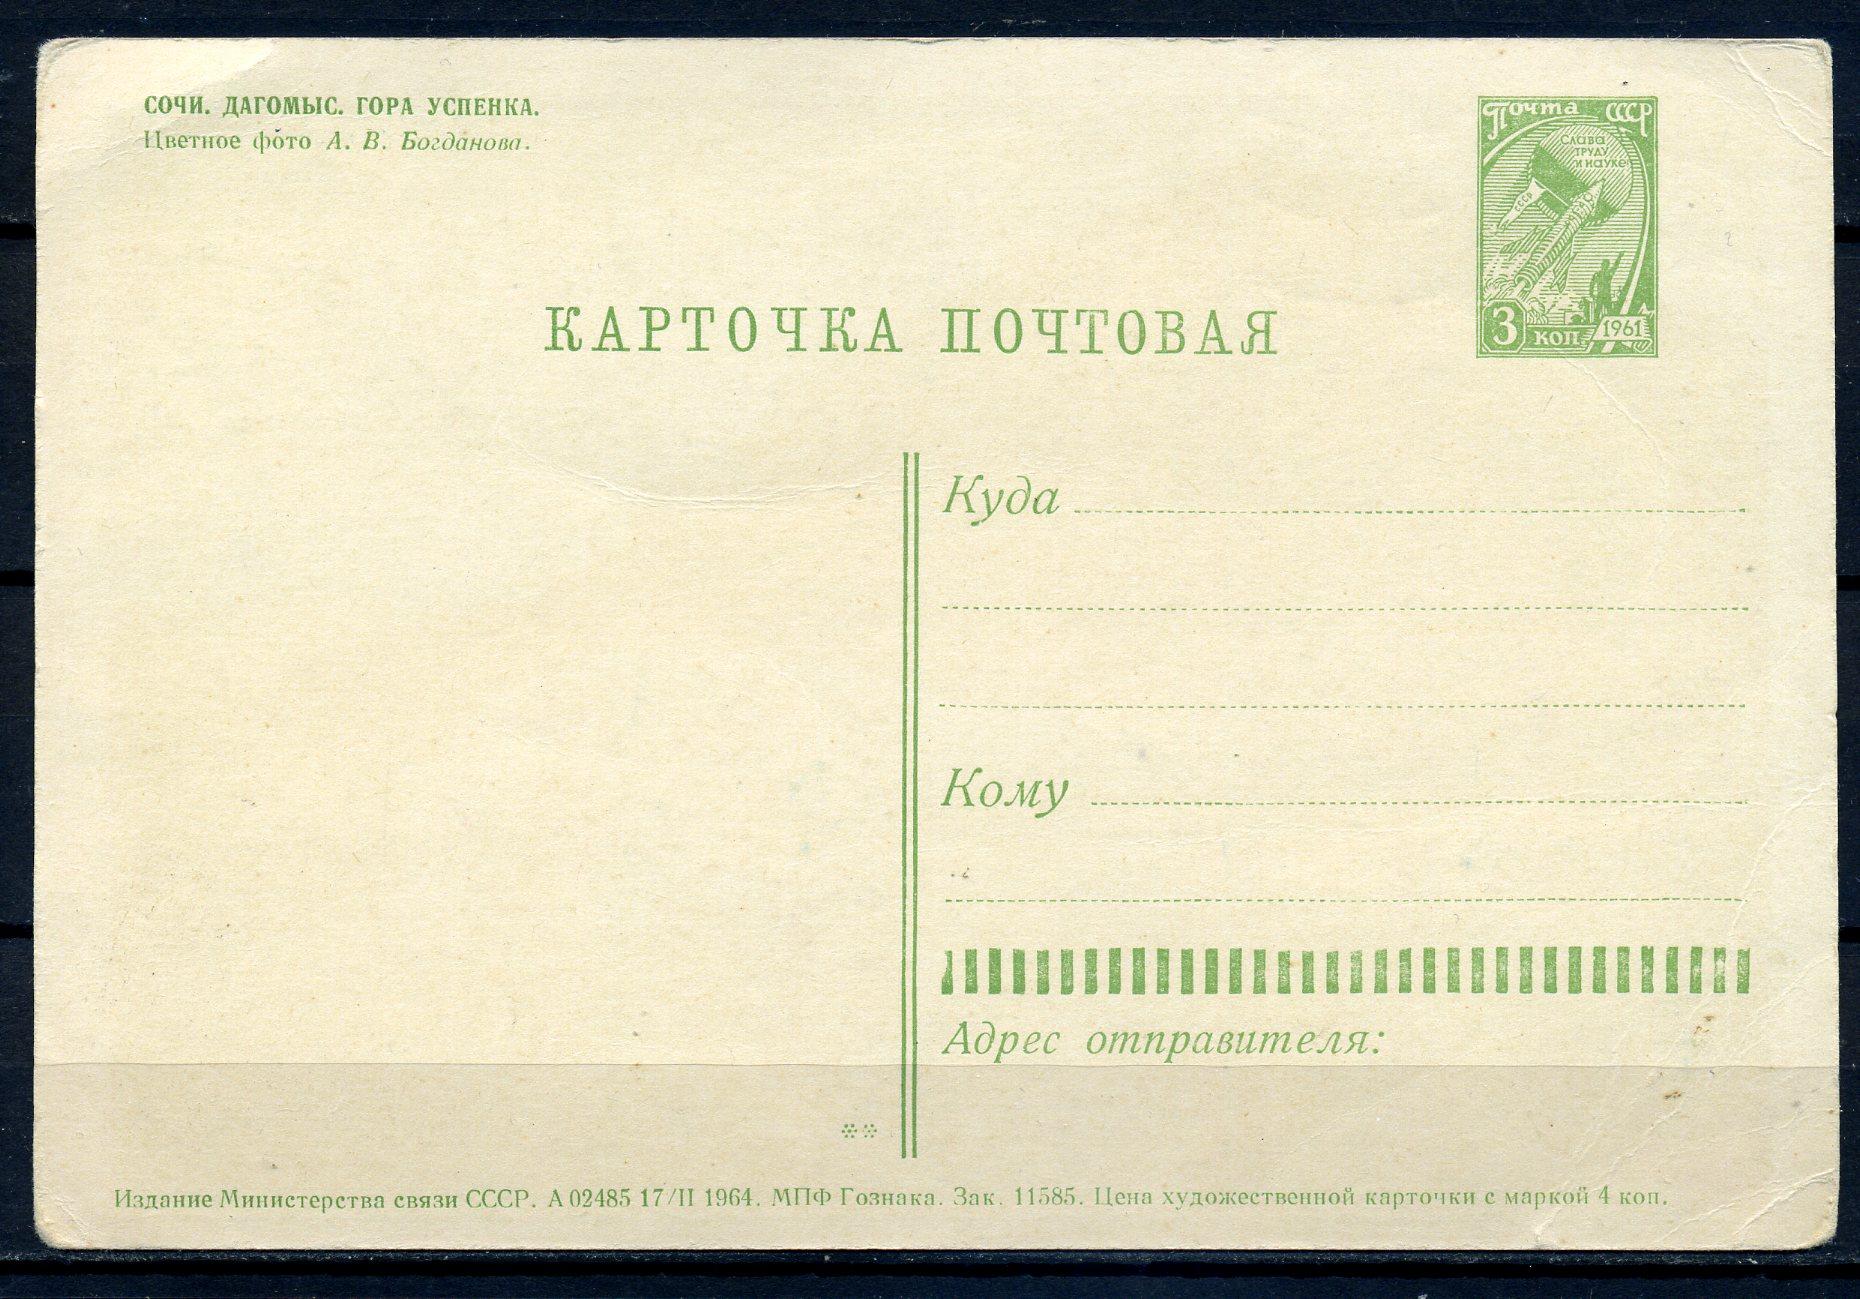 СОЧИ. ДАГОМЫС. ГОРА УСПЕНКА.
Цветное фото А. В. Богданова.
Почта СССР
Слава
труду
и науке
СССР
3 коп. 1961
КАРТОЧКА ПОЧТОВАЯ
Куда
Кому
Адрес отправителя:
Издание Министерства связи СССР. А 02485 17/II 1964. МПФ Гознака. Зак. 11585. Цена художественной карточки с маркой 4 коп.